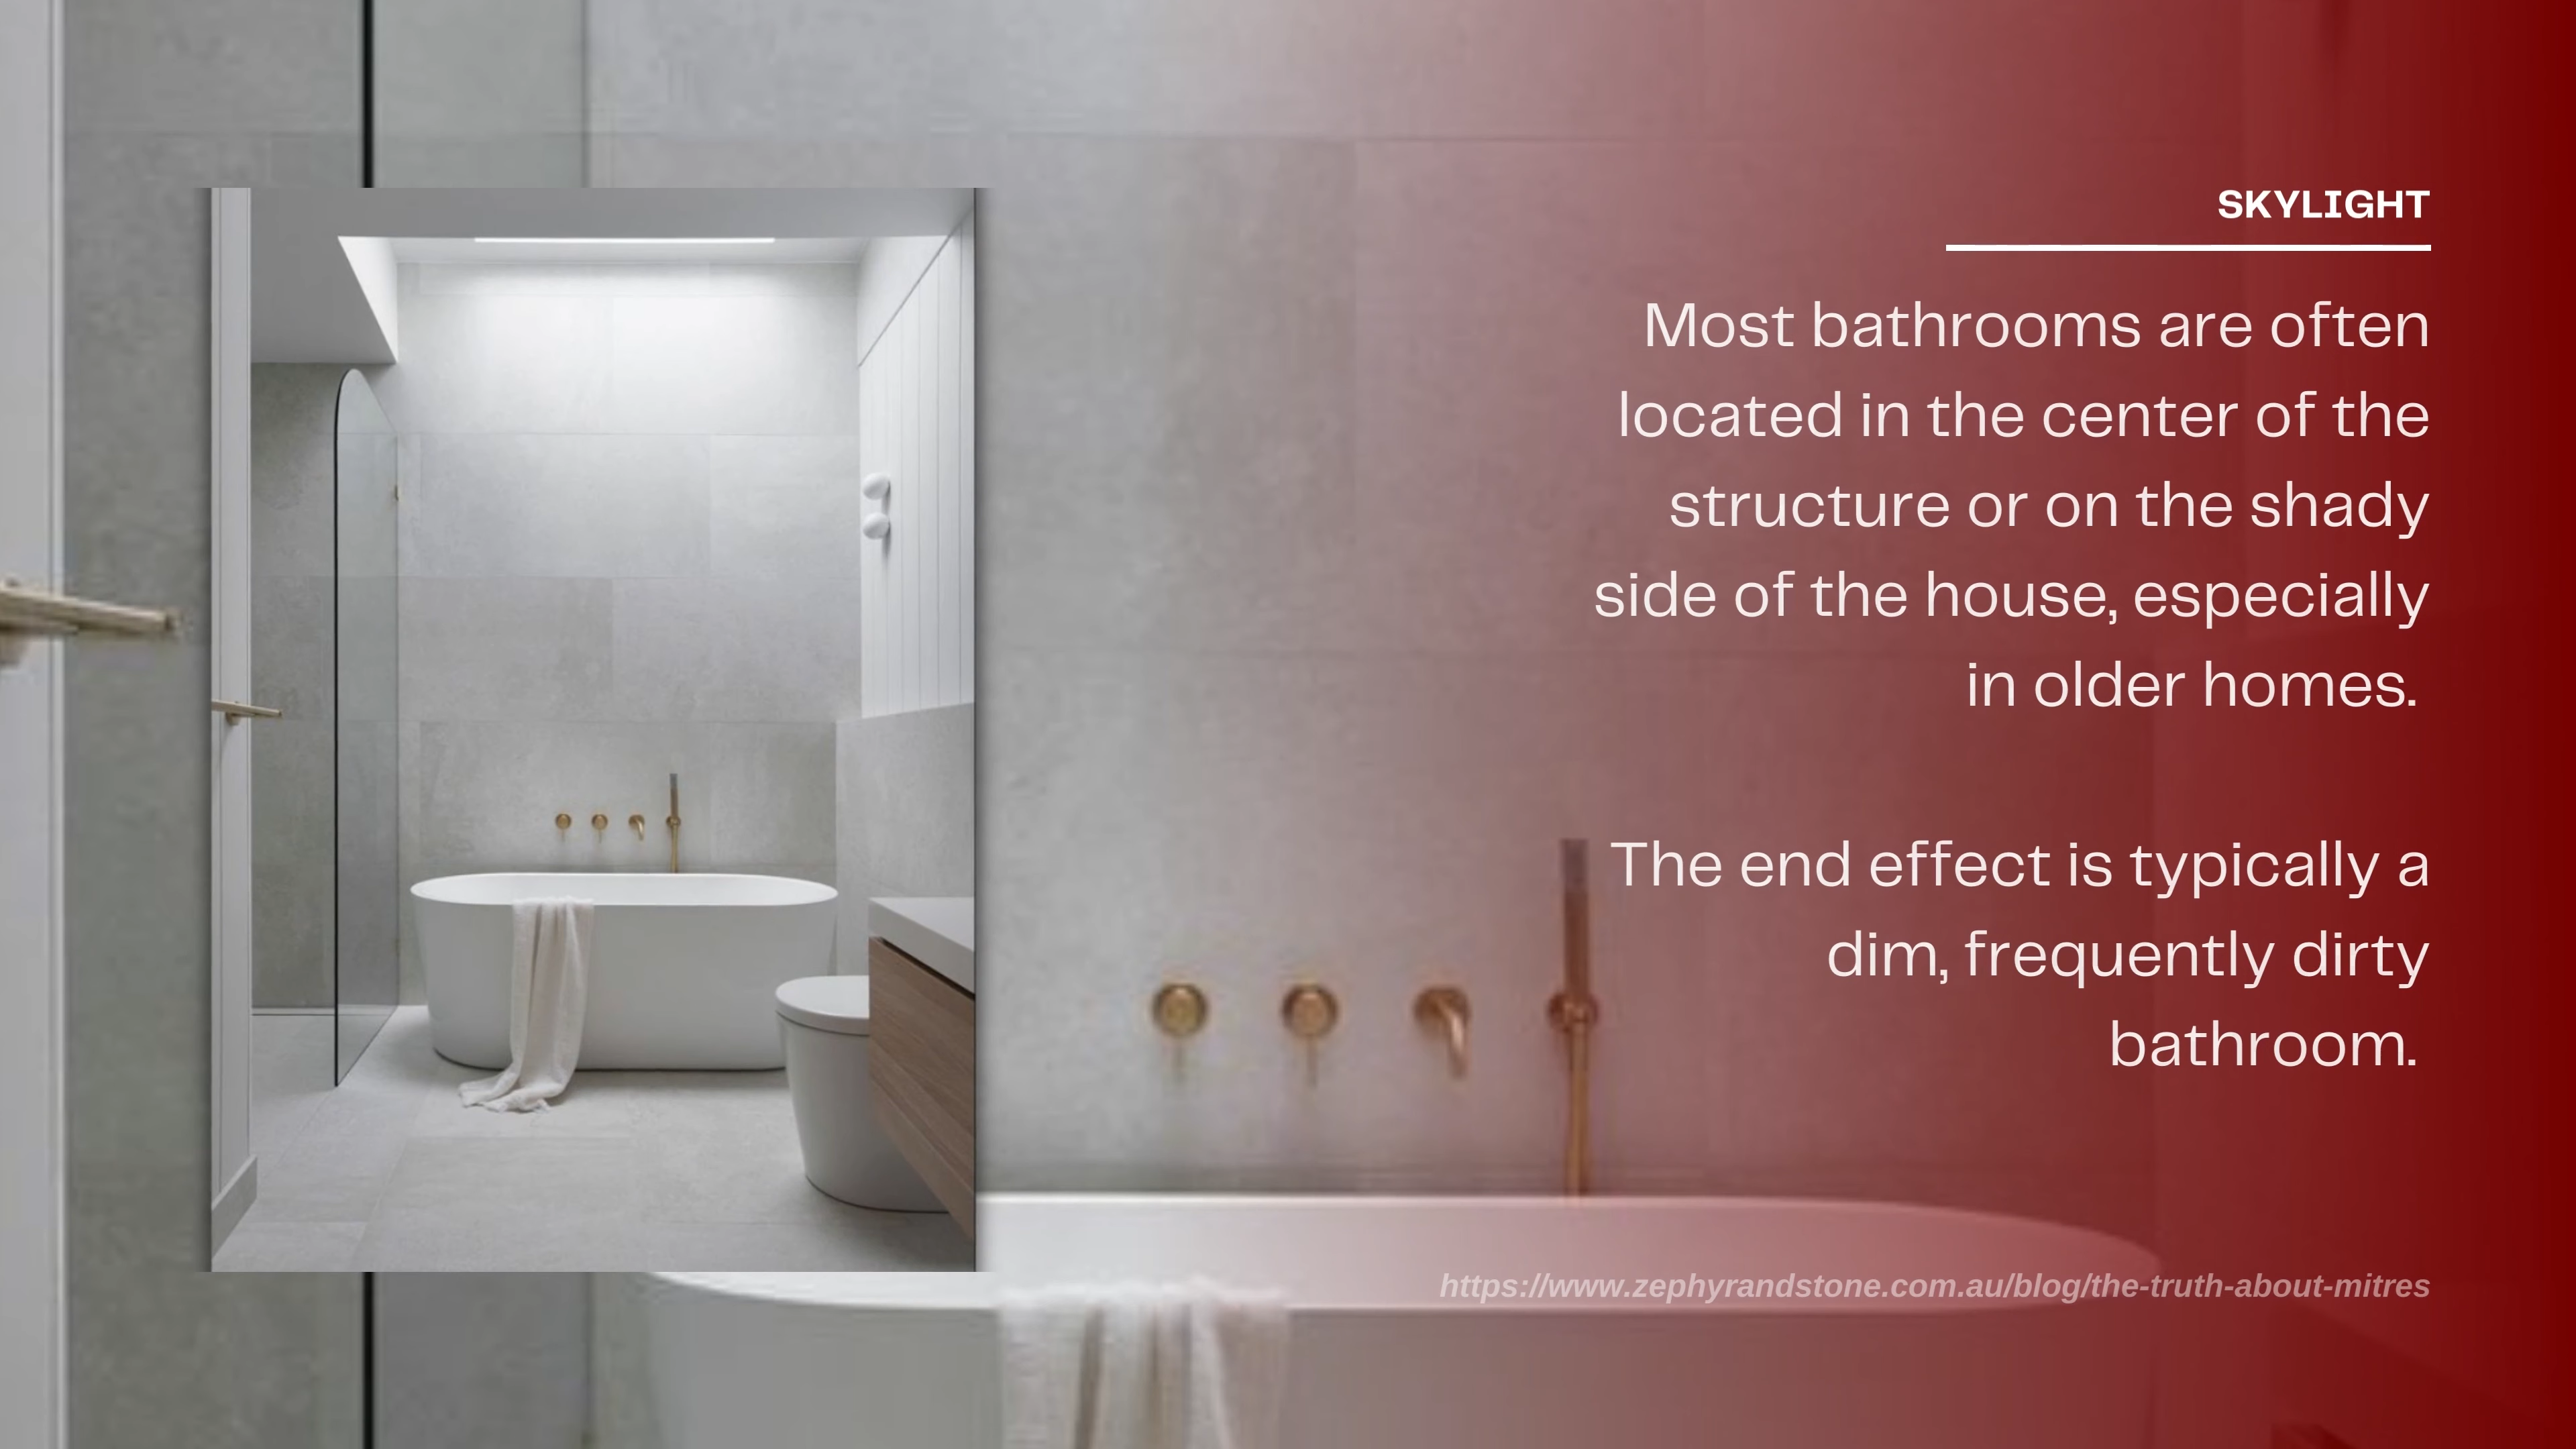 SKYLIGHT
Most bathrooms are often
located in the center of the
structure or on the shady
side of the house, especially
in older homes.
The end effect is typically a
dim, frequently dirty
bathroom.
https://www.zephyrandstone.com.au/blog/the-truth-about-mitres